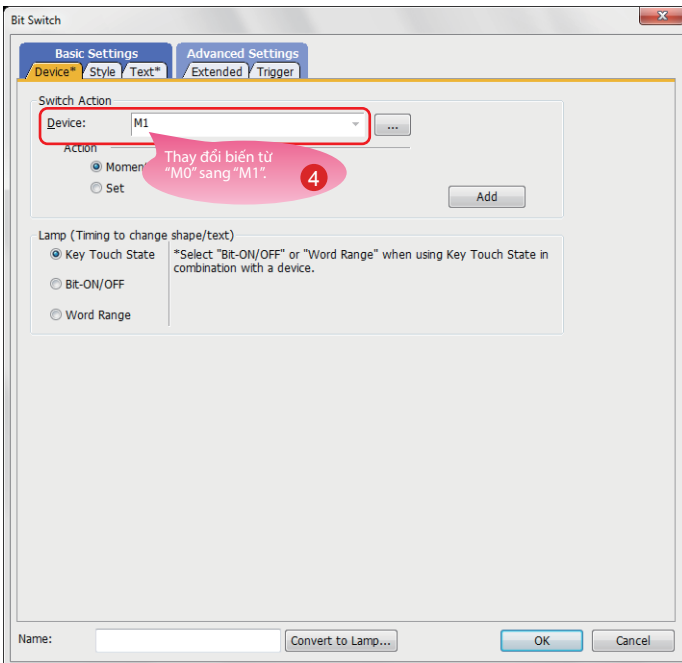 Bit Switch
Basic Settings
Advanced Settings
Device*
Style
Text*
Extended
Trigger
Switch Action
Device:
M1
...
Action
Thay đổi biến từ
"M0" sang "M1".
4
Set
Add
Lamp (Timing to change shape/text)
Key Touch State
*Select "Bit-ON/OFF" or "Word Range" when using Key Touch State in
combination with a device.
Bit-ON/OFF
Word Range
Name:
Convert to Lamp...
OK
Cancel